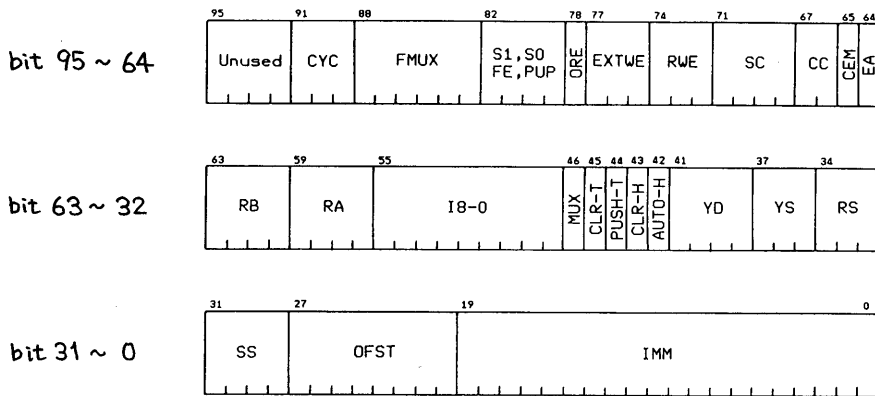 95 91 88 82 78 77 74 71 67 65 64
bit 95 ~ 64
Unused CYC FMUX S1,S0 FE,PUP ORE EXTWE RWE SC CC CEM EA
63 59 55 46 45 44 43 42 41 37 34
bit 63 ~ 32
RB RA I8-0 MUX CLR-T PUSH-T CLR-H AUTO-H YD YS RS
31 27 19 0
bit 31 ~ 0
SS OFST IMM